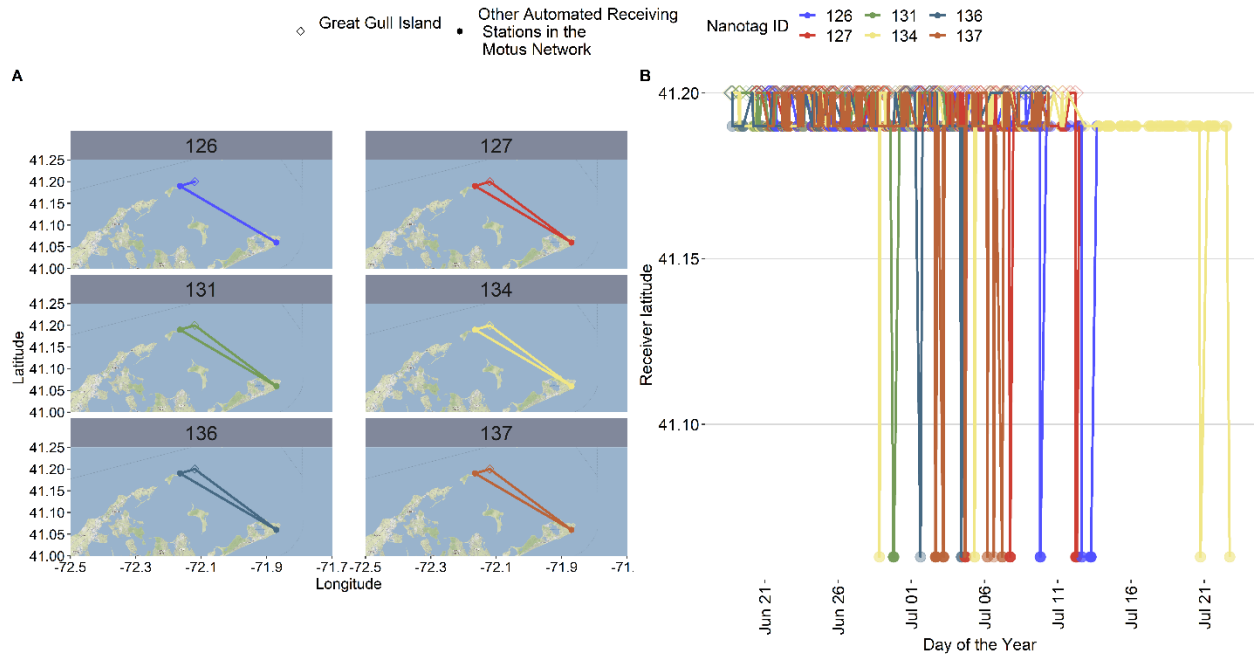 Great Gull Island
Other Automated Receiving
Stations in the
Motus Network
Nanotag ID
126
131
136
127
134
137
A
B
126
127
41.25
41.20
41.15
41.10
41.05
41.00
131
134
41.25
41.20
41.15
41.10
41.05
41.00
136
137
41.25
41.20
41.15
41.10
41.05
41.00
-72.5
-72.3
-72.1
-71.9
-71.7
-72.5
-72.3
-72.1
-71.9
-71.
Latitude
Longitude
41.20
41.15
41.10
Receiver latitude
Jun 21
Jun 26
Jul 01
Jul 06
Jul 11
Jul 16
Jul 21
Day of the Year